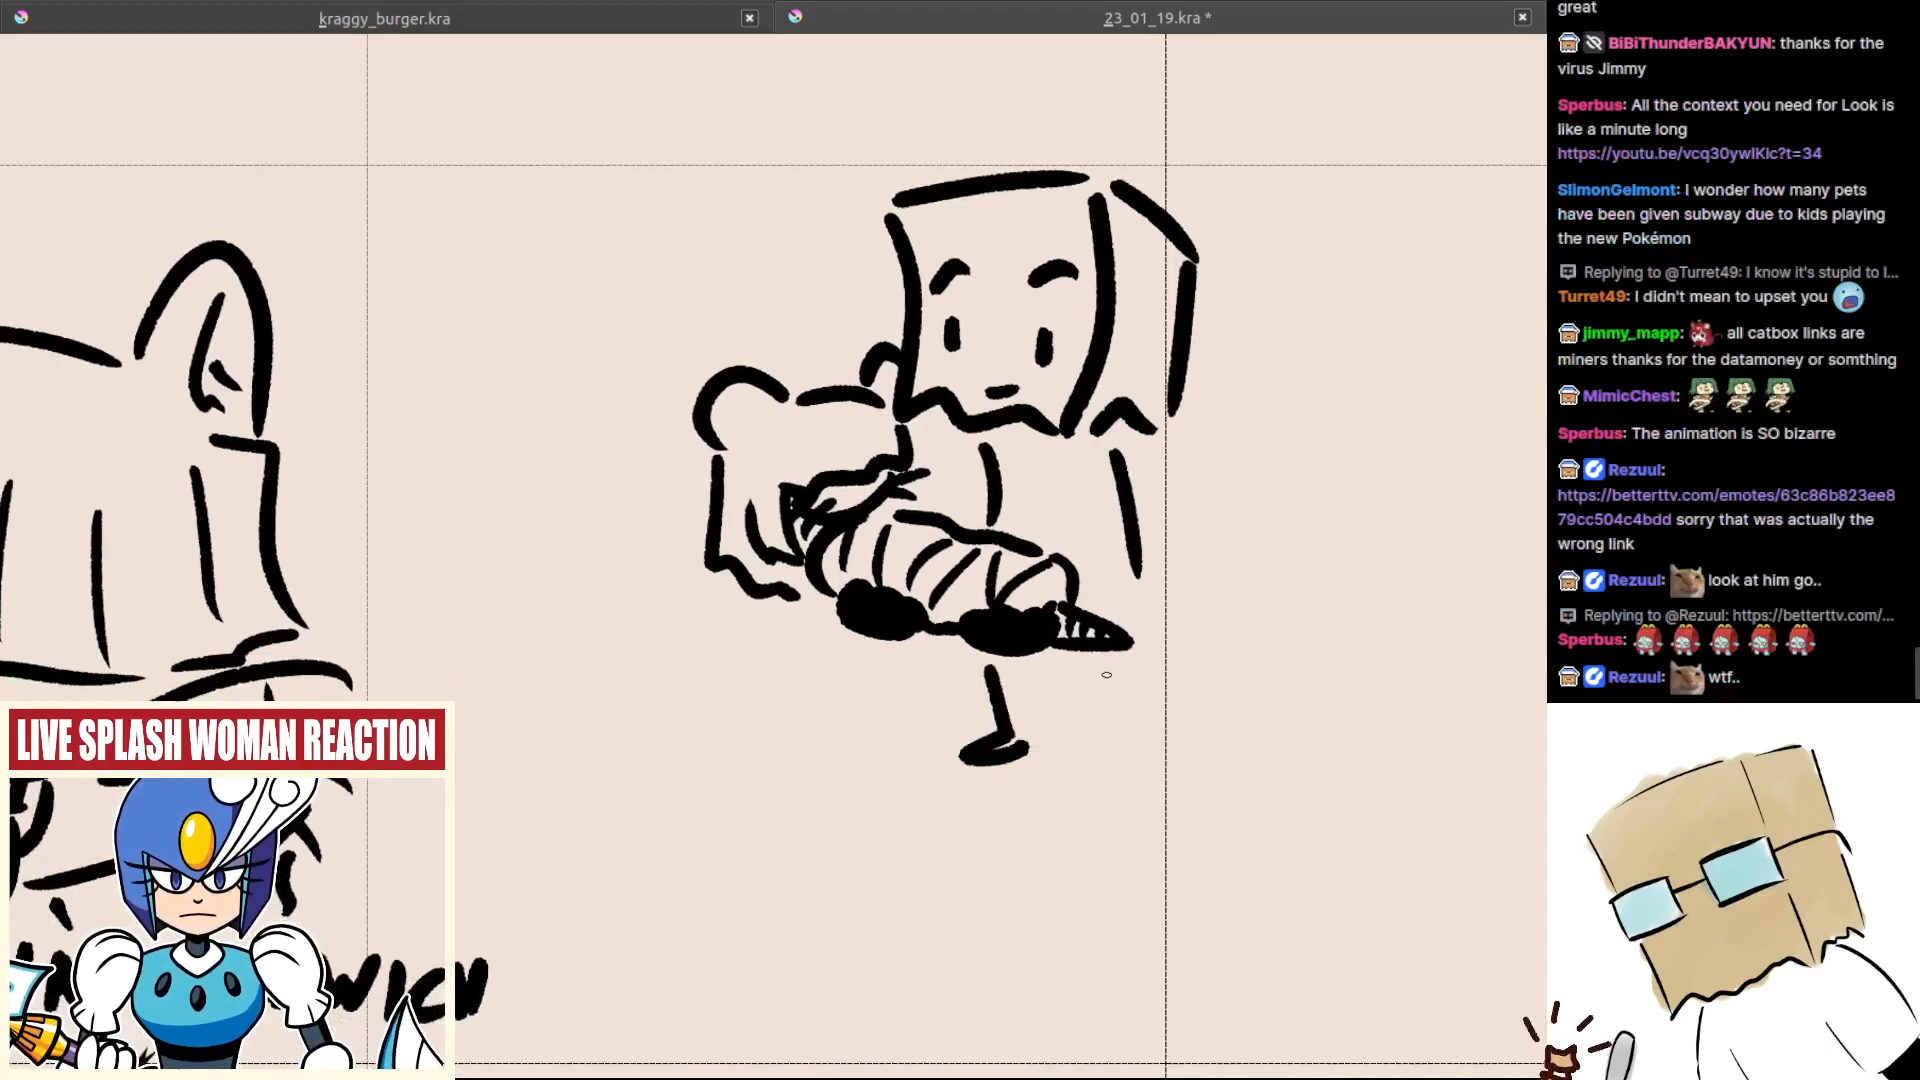 kraggy_burger.kra
23_01_19.kra *
great
BiBiThunderBAKYUN: thanks for the
virus Jimmy
Sperbus: All the context you need for Look is
like a minute long
https://youtu.be/vcq30ywIKlc?t=34
SlimonGelmont: I wonder how many pets
have been given subway due to kids playing
the new Pokémon
Replying to @Turret49: I know it's stupid to l...
Turret49: I didn't mean to upset you
jimmy_mapp: all catbox links are
miners thanks for the datamoney or somthing
MimicChest:
Sperbus: The animation is SO bizarre
Rezuul:
https://betterttv.com/emotes/63c86b823ee8
79cc504c4bdd sorry that was actually the
wrong link
Rezuul: look at him go..
Replying to @Rezuul: https://betterttv.com/...
Sperbus:
Rezuul: wtf..
LIVE SPLASH WOMAN REACTION